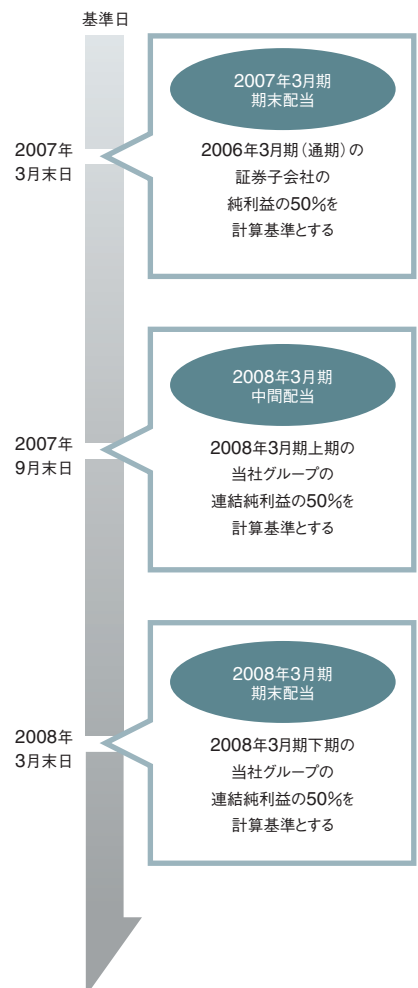 基準日
2007年
3月末日
2007年3月期
期末配当
2006年3月期（通期）の
証券子会社の
純利益の50%を
計算基準とする
2007年
9月末日
2008年3月期
中間配当
2008年3月期上期の
当社グループの
連結純利益の50%を
計算基準とする
2008年
3月末日
2008年3月期
期末配当
2008年3月期下期の
当社グループの
連結純利益の50%を
計算基準とする